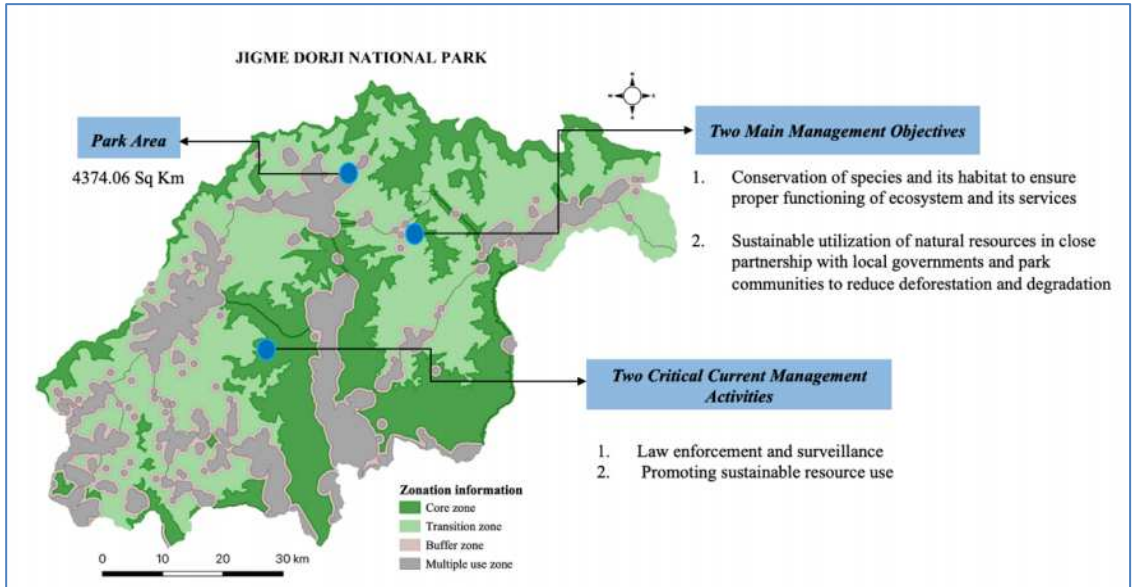 JIGME DORJI NATIONAL PARK
N
W
E
S
Park Area
4374.06 Sq Km
Two Main Management Objectives
1. Conservation of species and its habitat to ensure
proper functioning of ecosystem and its services
2. Sustainable utilization of natural resources in close
partnership with local governments and park
communities to reduce deforestation and degradation
Two Critical Current Management
Activities
1. Law enforcement and surveillance
2. Promoting sustainable resource use
Zonation information
Core zone
Transition zone
Buffer zone
Multiple use zone
0 10 20 30 km